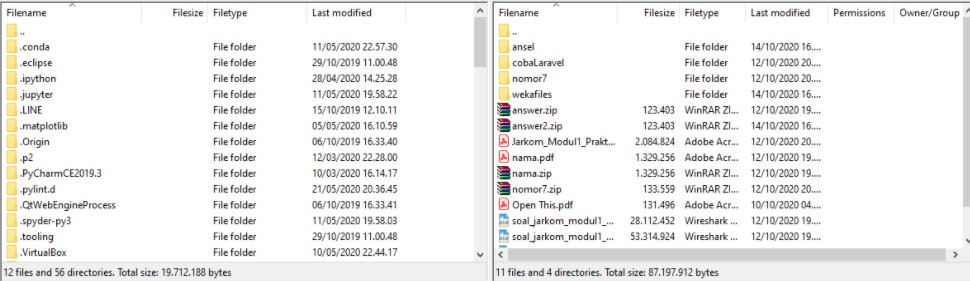 Filename Filesize Filetype Last modified
..
.conda File folder 11/05/2020 22.57.30
.eclipse File folder 29/10/2019 11.00.48
.ipython File folder 28/04/2020 14.25.28
.jupyter File folder 11/05/2020 19.58.22
.LINE File folder 15/10/2019 12.10.11
.matplotlib File folder 05/05/2020 16.10.59
.Origin File folder 06/10/2019 16.33.40
.p2 File folder 12/03/2020 22.28.00
.PyCharmCE2019.3 File folder 10/03/2020 16.14.17
.pylint.d File folder 21/05/2020 20.36.45
.QtWebEngineProcess File folder 06/10/2019 16.33.41
.spyder-py3 File folder 11/05/2020 19.58.03
.tooling File folder 29/10/2019 11.00.48
.VirtualBox File folder 10/05/2020 22.44.17
12 files and 56 directories. Total size: 19.712.188 bytes
Filename Filesize Filetype Last modified Permissions Owner/Group
..
ansel File folder 14/10/2020 16....
cobaLaravel File folder 12/10/2020 20....
nomor7 File folder 12/10/2020 20....
wekafiles File folder 14/10/2020 16....
answer.zip 123.403 WinRAR ZI... 12/10/2020 19....
answer2.zip 123.403 WinRAR ZI... 14/10/2020 16....
Jarkom_Modul1_Prakt... 2.084.824 Adobe Acr... 12/10/2020 20....
nama.pdf 1.329.256 Adobe Acr... 12/10/2020 19....
nama.zip 1.329.256 WinRAR ZI... 12/10/2020 19....
nomor7.zip 133.559 WinRAR ZI... 12/10/2020 20....
Open This.pdf 131.496 Adobe Acr... 10/10/2020 04....
soal_jarkom_modul1_... 28.112.452 Wireshark ... 12/10/2020 19....
soal_jarkom_modul1_... 53.314.924 Wireshark ... 12/10/2020 19....
11 files and 4 directories. Total size: 87.197.912 bytes